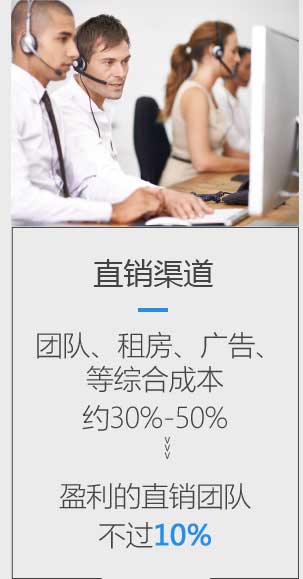 直销渠道
团队、租房、广告、
等综合成本
约30%-50%
盈利的直销团队
不过10%